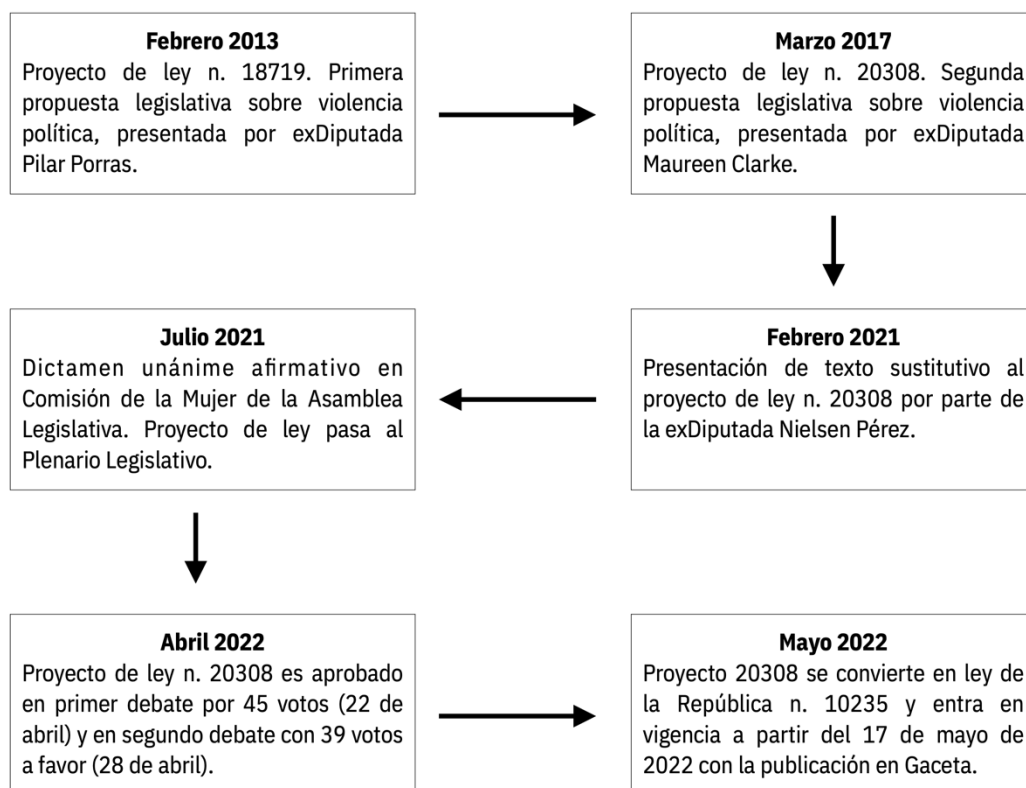 Febrero 2013
Proyecto de ley n. 18719. Primera
propuesta legislativa sobre violencia
política, presentada por exDiputada
Pilar Porras.
Marzo 2017
Proyecto de ley n. 20308. Segunda
propuesta legislativa sobre violencia
política, presentada por exDiputada
Maureen Clarke.
Febrero 2021
Presentación de texto sustitutivo al
proyecto de ley n. 20308 por parte de
la exDiputada Nielsen Pérez.
Julio 2021
Dictamen unánime afirmativo en
Comisión de la Mujer de la Asamblea
Legislativa. Proyecto de ley pasa al
Plenario Legislativo.
Abril 2022
Proyecto de ley n. 20308 es aprobado
en primer debate por 45 votos (22 de
abril) y en segundo debate con 39 votos
a favor (28 de abril).
Mayo 2022
Proyecto 20308 se convierte en ley de
la República n. 10235 y entra en
vigencia a partir del 17 de mayo de
2022 con la publicación en Gaceta.